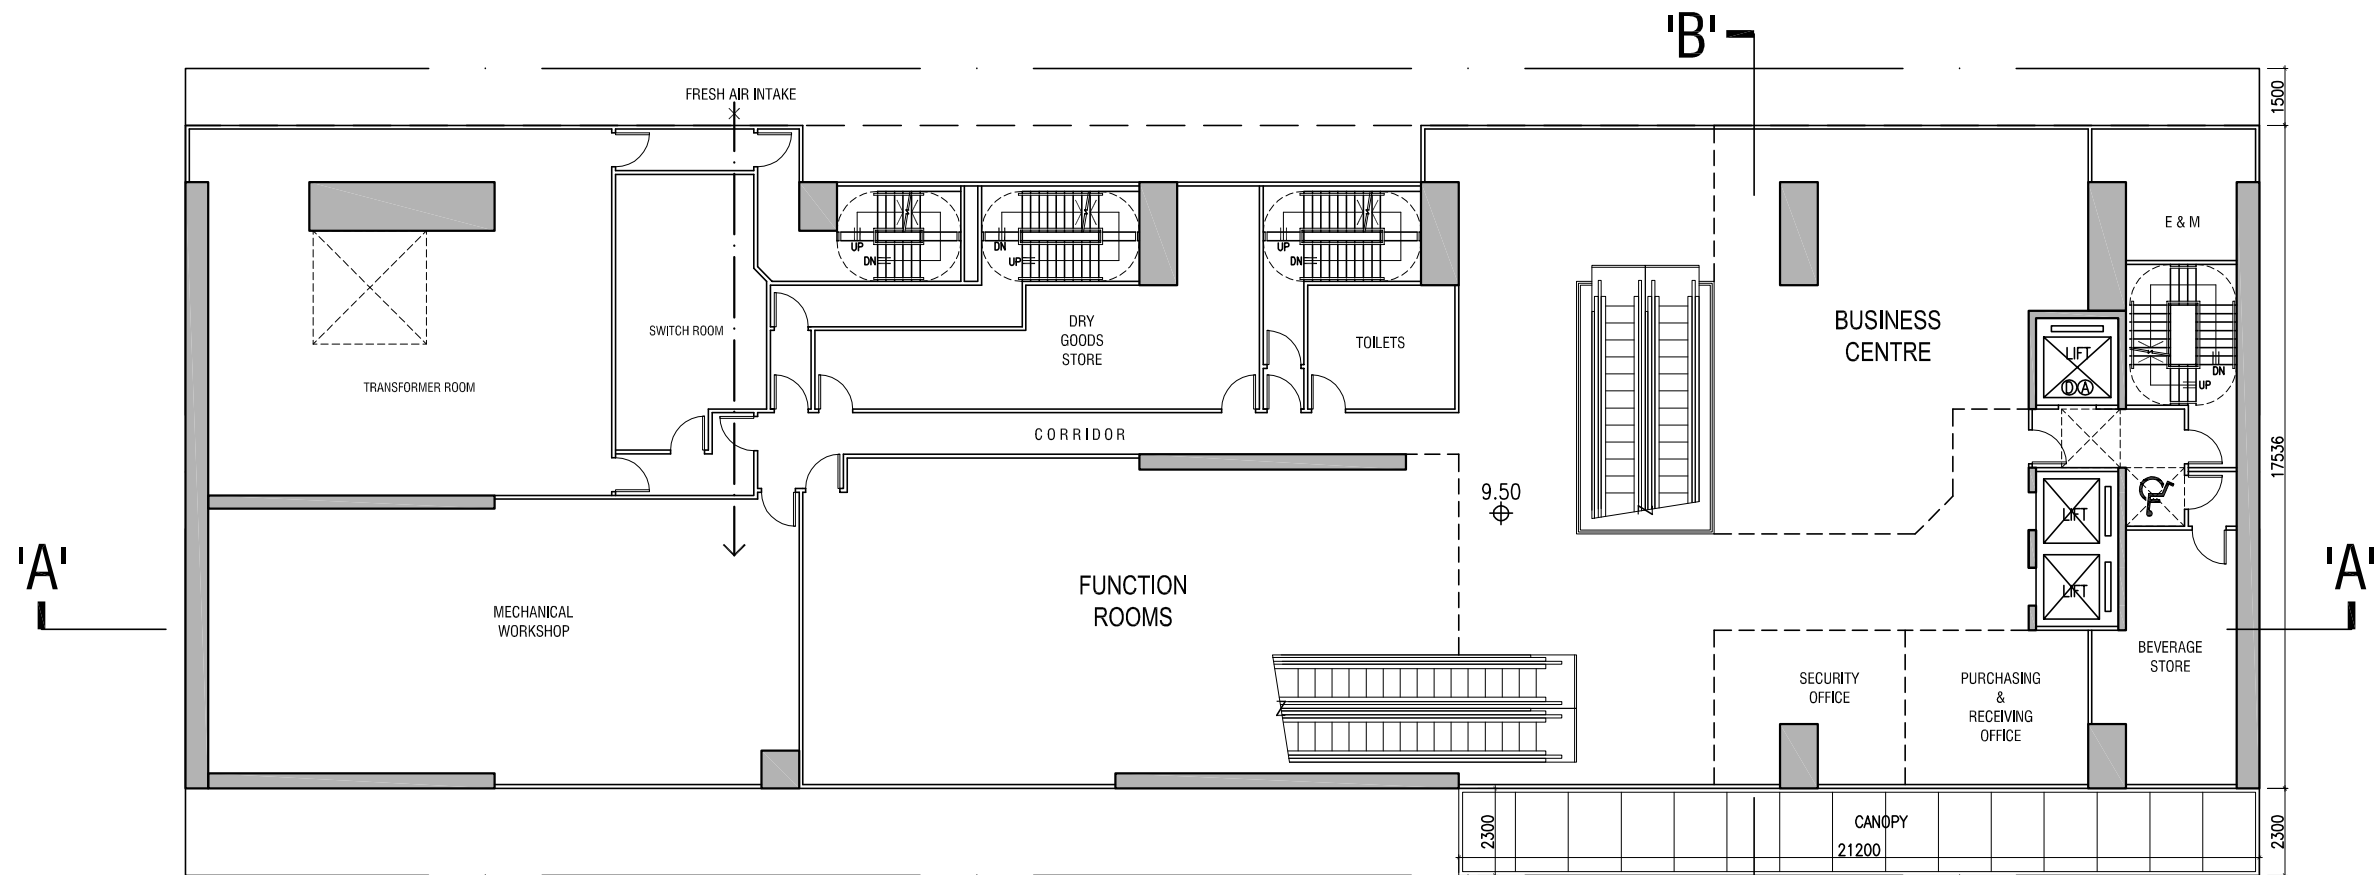 'B'
FRESH AIR INTAKE
1500
E & M
UP
DN
DN
UP
UP
DN
SWITCH ROOM
DRY
GOODS
STORE
TOILETS
BUSINESS
CENTRE
LIFT
D A
DN
UP
TRANSFORMER ROOM
CORRIDOR
17536
9.50
LIFT
'A'
'A'
FUNCTION
ROOMS
LIFT
MECHANICAL
WORKSHOP
BEVERAGE
STORE
SECURITY
OFFICE
PURCHASING
&
RECEIVING
OFFICE
2300
CANOPY
21200
2300